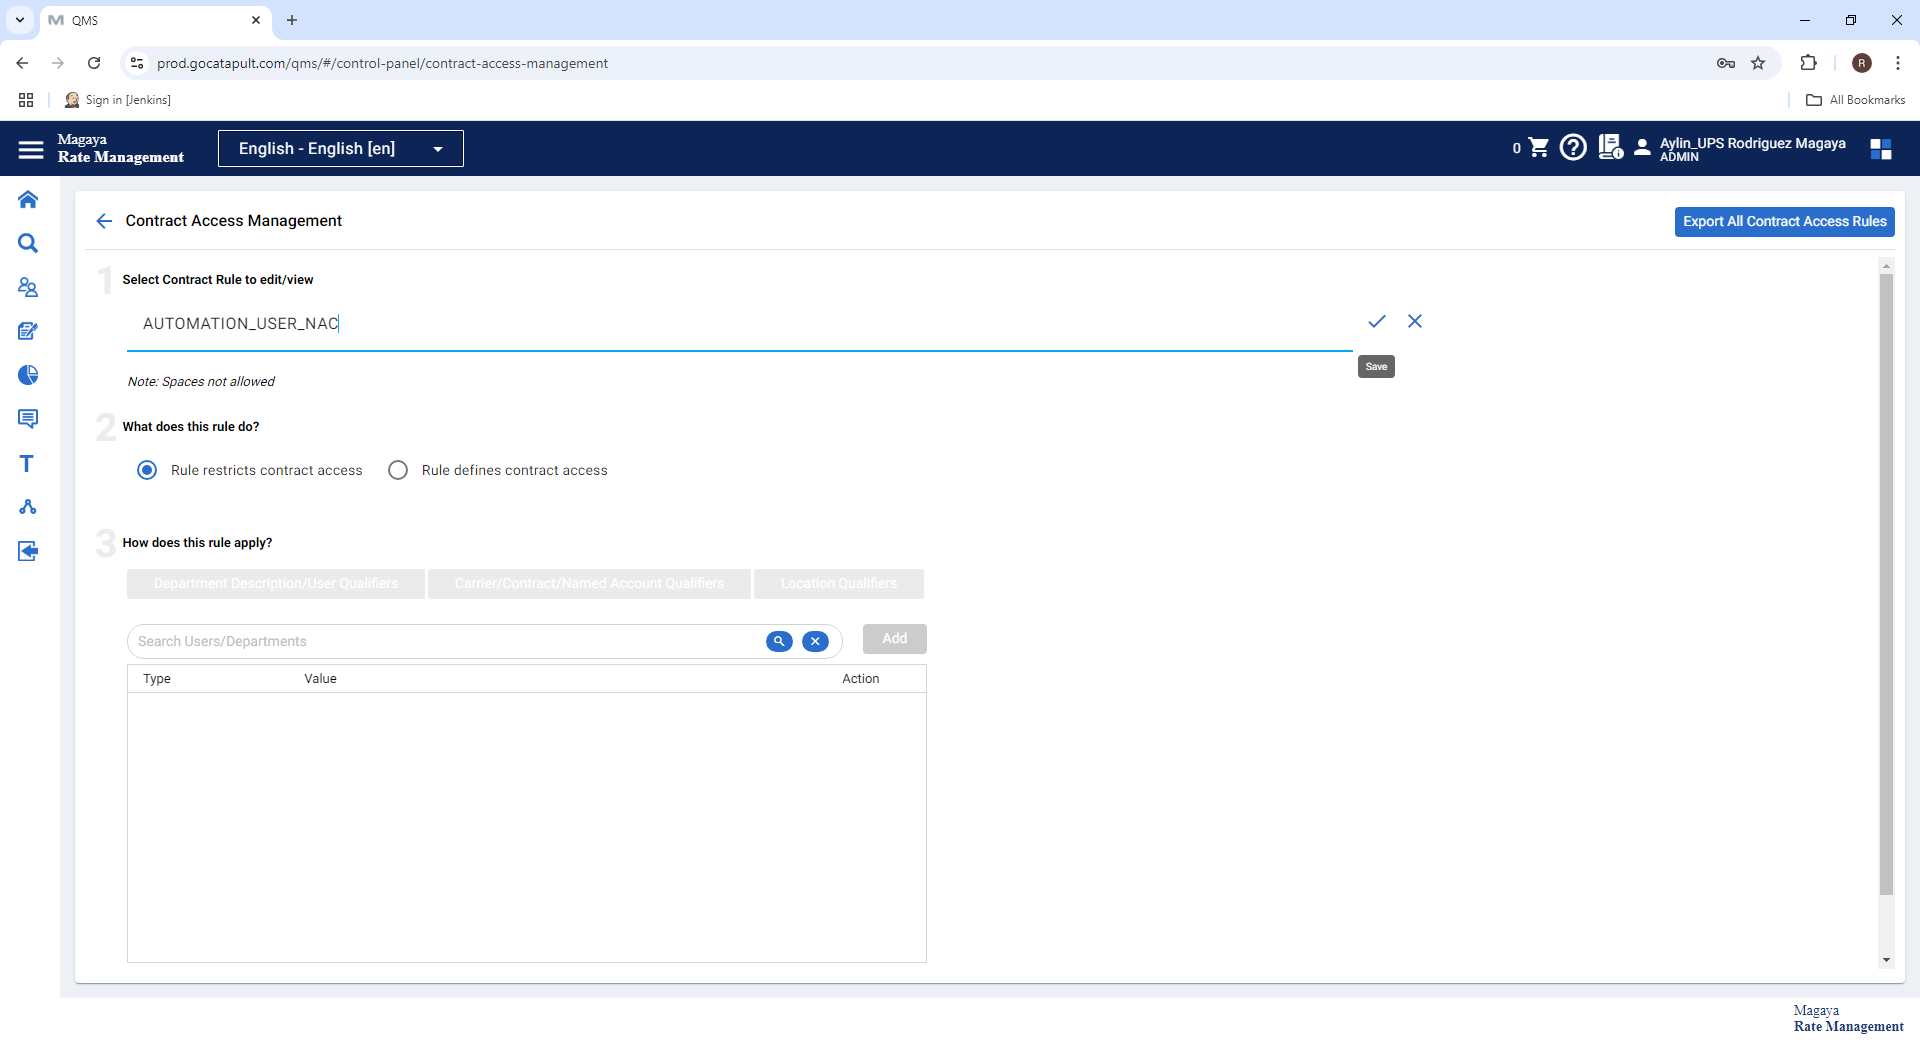 QMS
prod.gocatapult.com/qms/#/control-panel/contract-access-management
R
Sign in [Jenkins]
All Bookmarks
Magaya
Rate Management
English - English [en]
0
Aylin_UPS Rodriguez Magaya
ADMIN
Contract Access Management
Export All Contract Access Rules
1 Select Contract Rule to edit/view
AUTOMATION_USER_NAC
Save
Note: Spaces not allowed
2 What does this rule do?
Rule restricts contract access
Rule defines contract access
3 How does this rule apply?
Department Description/User Qualifiers
Carrier/Contract/Named Account Qualifiers
Location Qualifiers
Search Users/Departments
Add
Type Value Action
T
Magaya
Rate Management